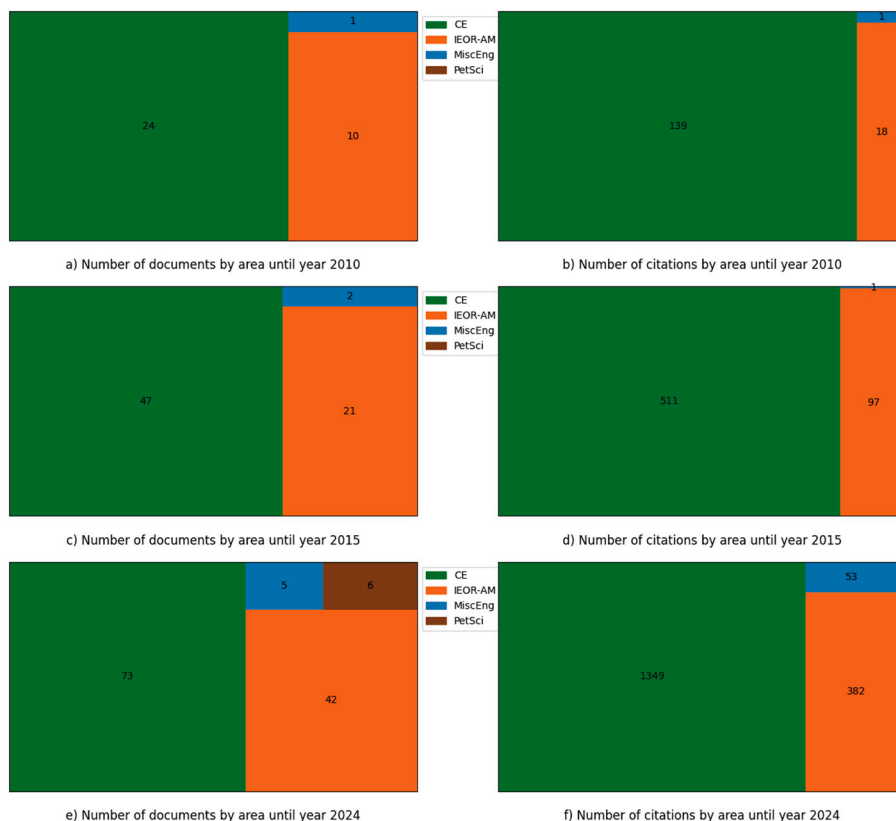 24
1
10
CE
IEOR-AM
MiscEng
PetSci
139
1
18
a) Number of documents by area until year 2010
b) Number of citations by area until year 2010
47
2
21
CE
IEOR-AM
MiscEng
PetSci
511
1
97
c) Number of documents by area until year 2015
d) Number of citations by area until year 2015
73
5
6
42
CE
IEOR-AM
MiscEng
PetSci
1349
53
382
e) Number of documents by area until year 2024
f) Number of citations by area until year 2024